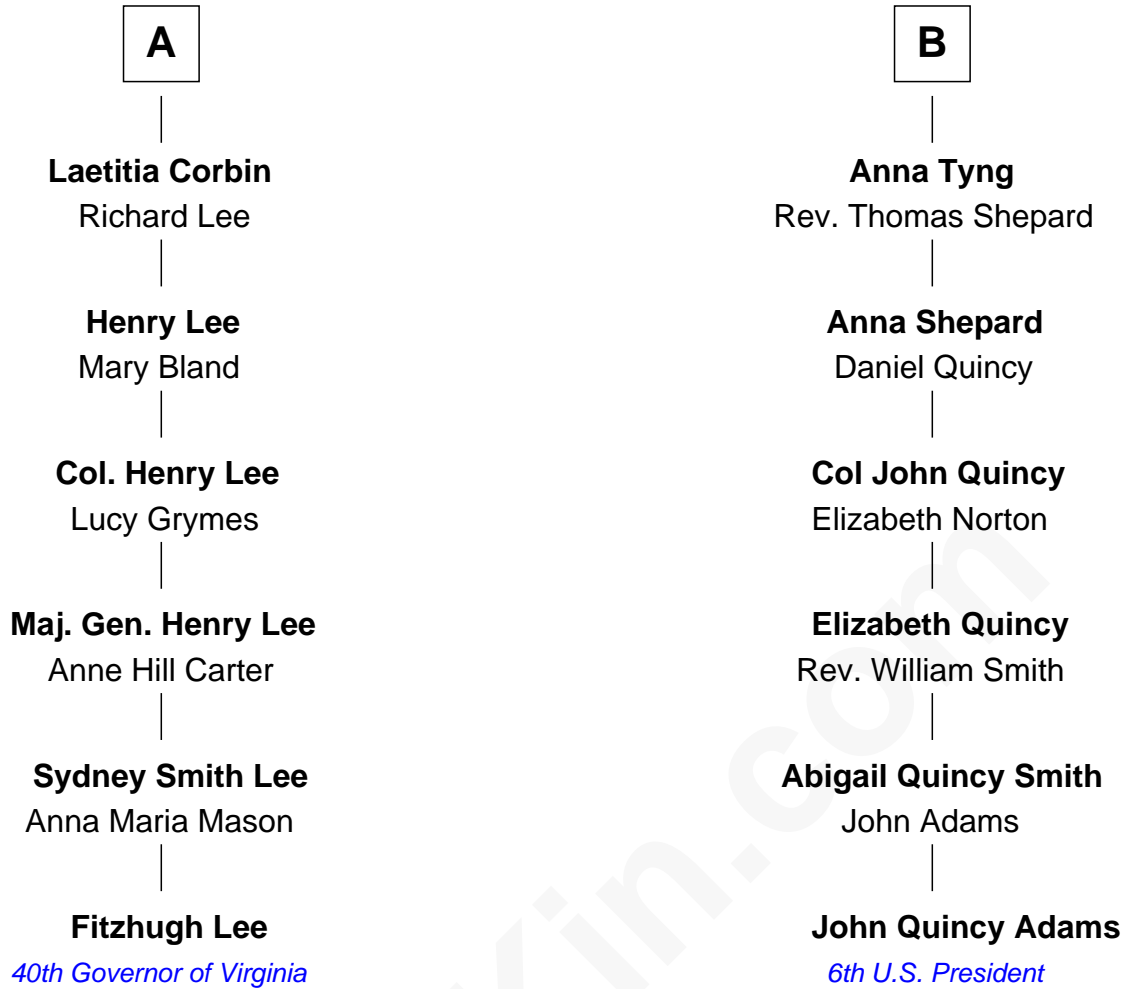 A
Laetitia Corbin
Richard Lee
Henry Lee
Mary Bland
Col. Henry Lee
Lucy Grymes
Maj. Gen. Henry Lee
Anne Hill Carter
Sydney Smith Lee
Anna Maria Mason
Fitzhugh Lee
40th Governor of Virginia
B
Anna Tyng
Rev. Thomas Shepard
Anna Shepard
Daniel Quincy
Col John Quincy
Elizabeth Norton
Elizabeth Quincy
Rev. William Smith
Abigail Quincy Smith
John Adams
John Quincy Adams
6th U.S. President
Kin.com